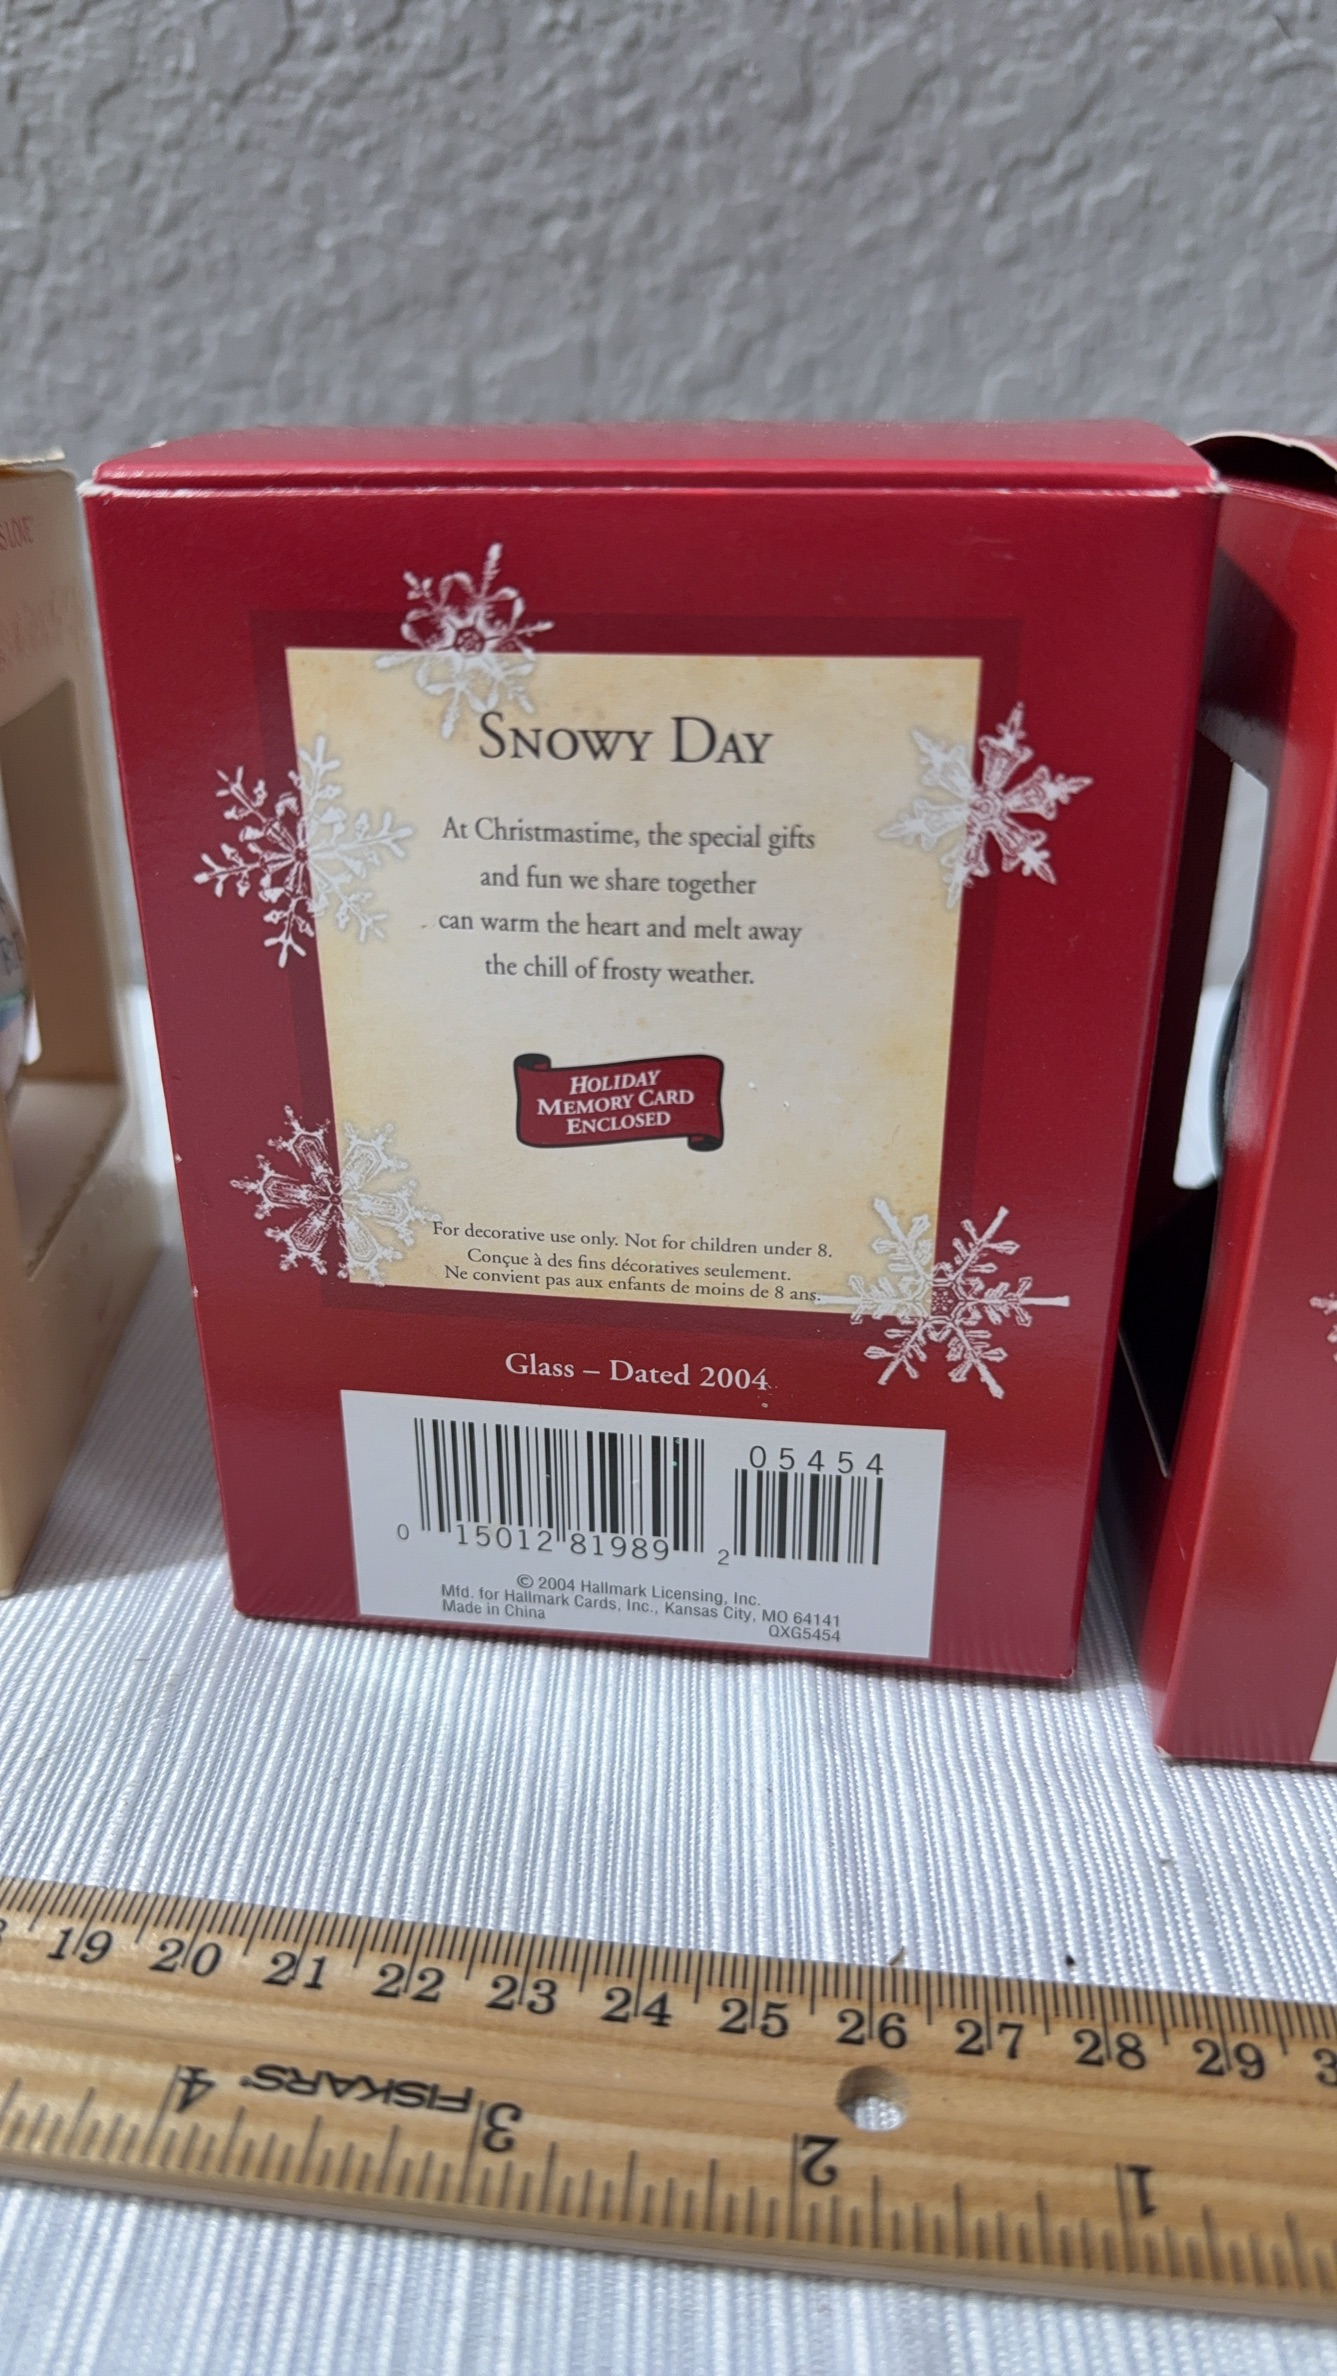 SNOWY DAY
At Christmastime, the special gifts
and fun we share together
can warm the heart and melt away
the chill of frosty weather.
HOLIDAY
MEMORY CARD
ENCLOSED
For decorative use only. Not for children under 8.
Conçue à des fins décoratives seulement.
Ne convient pas aux enfants de moins de 8 ans.
Glass – Dated 2004
05454
0 15012 81989 2
© 2004 Hallmark Licensing, Inc.
Mfd. for Hallmark Cards, Inc., Kansas City, MO 64141
Made in China
QXG5454
19 20 21 22 23 24 25 26 27 28 29
4 FISKARS 3 2 1